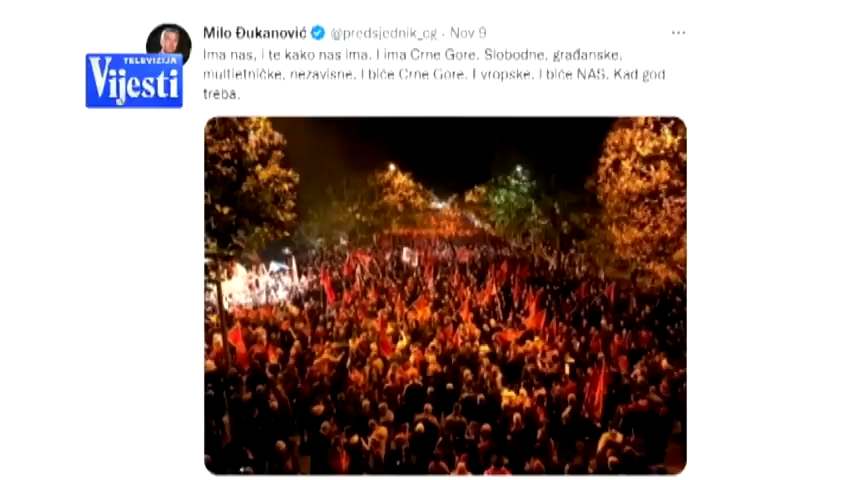 Milo Đukanović @predsjednik_cg · Nov 9
TELEVIZIJA
Vijesti
Ima nas, i te kako nas ima. I ima Crne Gore. Slobodne, građanske,
multietničke, nezavisne. I biće Crne Gore. I vropske. I biće NAS. Kad god
treba.